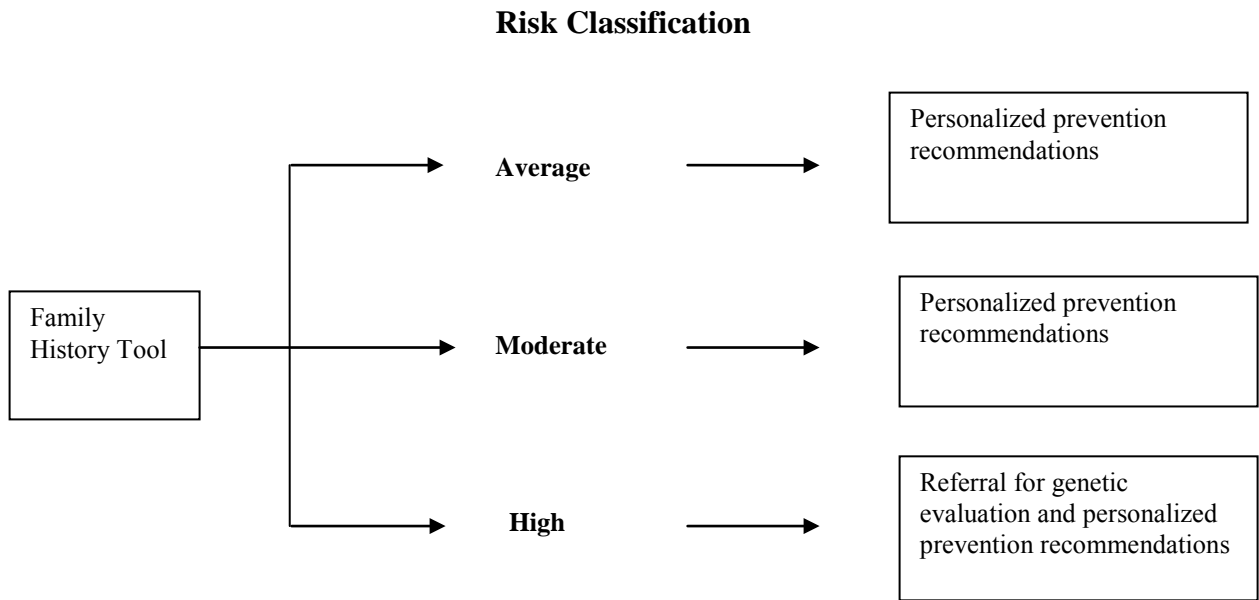 Risk Classification
Average
Personalized prevention
recommendations
Family
History Tool
Moderate
Personalized prevention
recommendations
High
Referral for genetic
evaluation and personalized
prevention recommendations